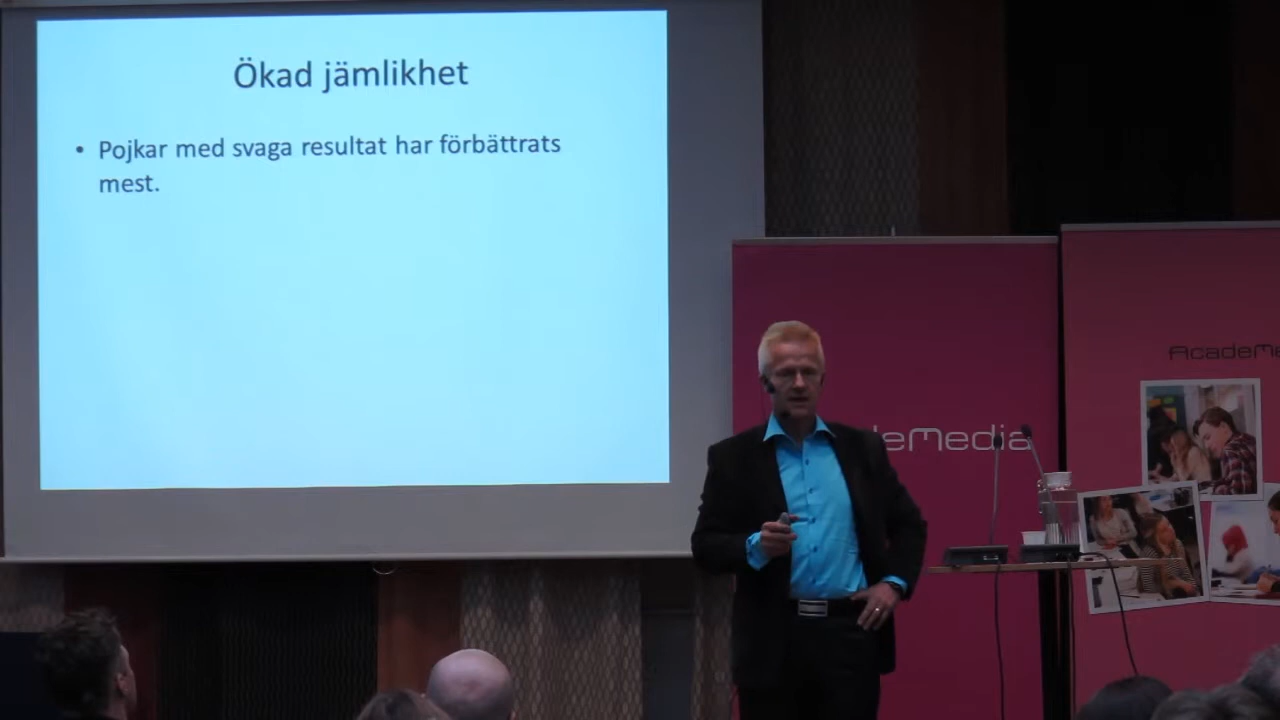 Ökad jämlikhet
• Pojkar med svaga resultat har förbättrats
mest.
AcadeMe
deMedia